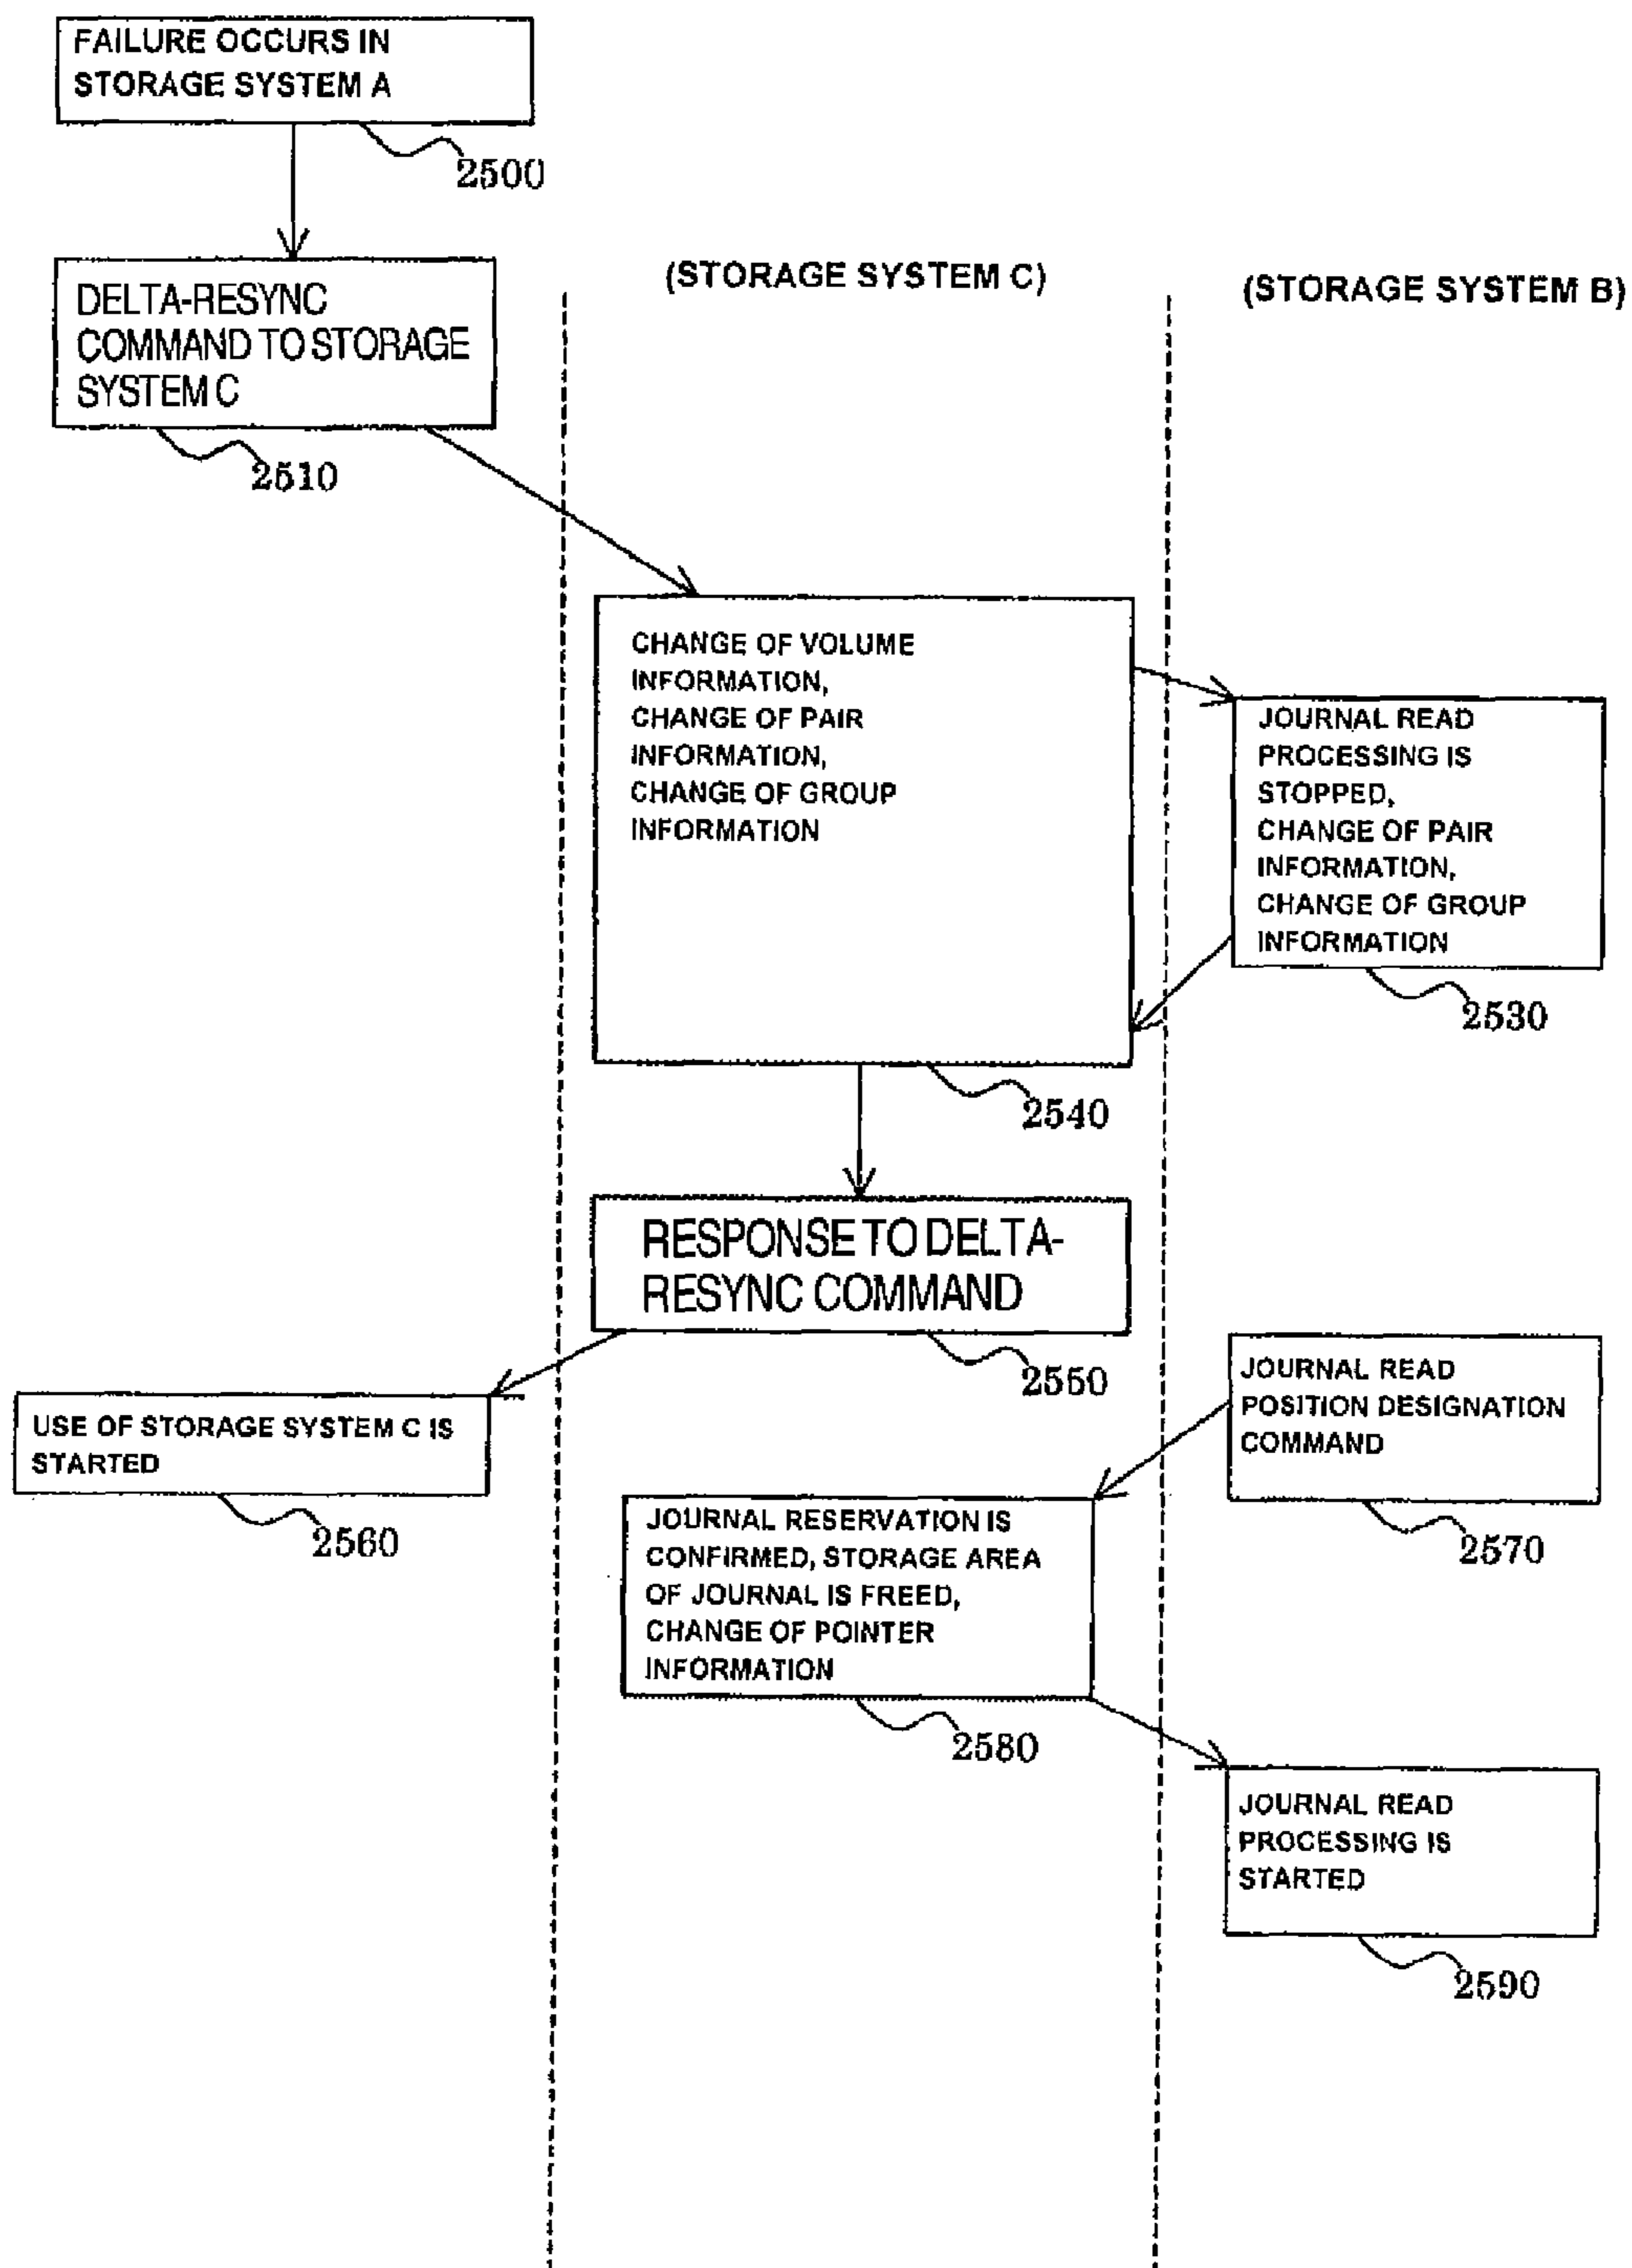 FAILURE OCCURS IN
STORAGE SYSTEM A
2500
DELTA-RESYNC
COMMAND TO STORAGE
SYSTEM C
2510
(STORAGE SYSTEM C)
(STORAGE SYSTEM B)
CHANGE OF VOLUME
INFORMATION,
CHANGE OF PAIR
INFORMATION,
CHANGE OF GROUP
INFORMATION
2540
JOURNAL READ
PROCESSING IS
STOPPED,
CHANGE OF PAIR
INFORMATION,
CHANGE OF GROUP
INFORMATION
2530
RESPONSE TO DELTA-
RESYNC COMMAND
2550
USE OF STORAGE SYSTEM C IS
STARTED
2560
JOURNAL READ
POSITION DESIGNATION
COMMAND
2570
JOURNAL RESERVATION IS
CONFIRMED, STORAGE AREA
OF JOURNAL IS FREED,
CHANGE OF POINTER
INFORMATION
2580
JOURNAL READ
PROCESSING IS
STARTED
2590